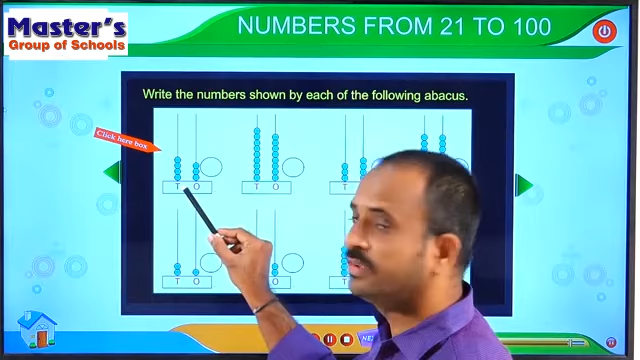 Master's
Group of Schools
NUMBERS FROM 21 TO 100
Write the numbers shown by each of the following abacus.
Click here box
T O
T O
T
T O
T O
T
NE